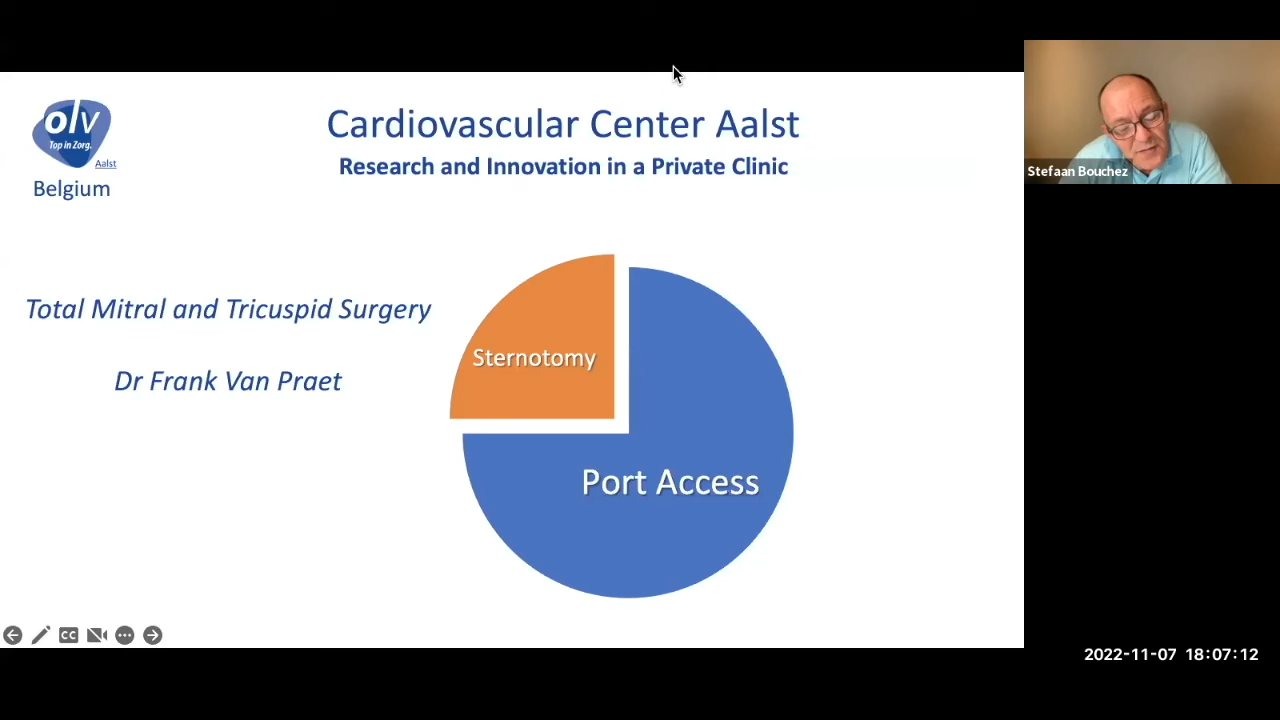 olv
Top in Zorg.
Aalst
Belgium
Cardiovascular Center Aalst
Research and Innovation in a Private Clinic
Total Mitral and Tricuspid Surgery
Dr Frank Van Praet
Sternotomy
Port Access
CC
Stefaan Bouchez
2022-11-07 18:07:12